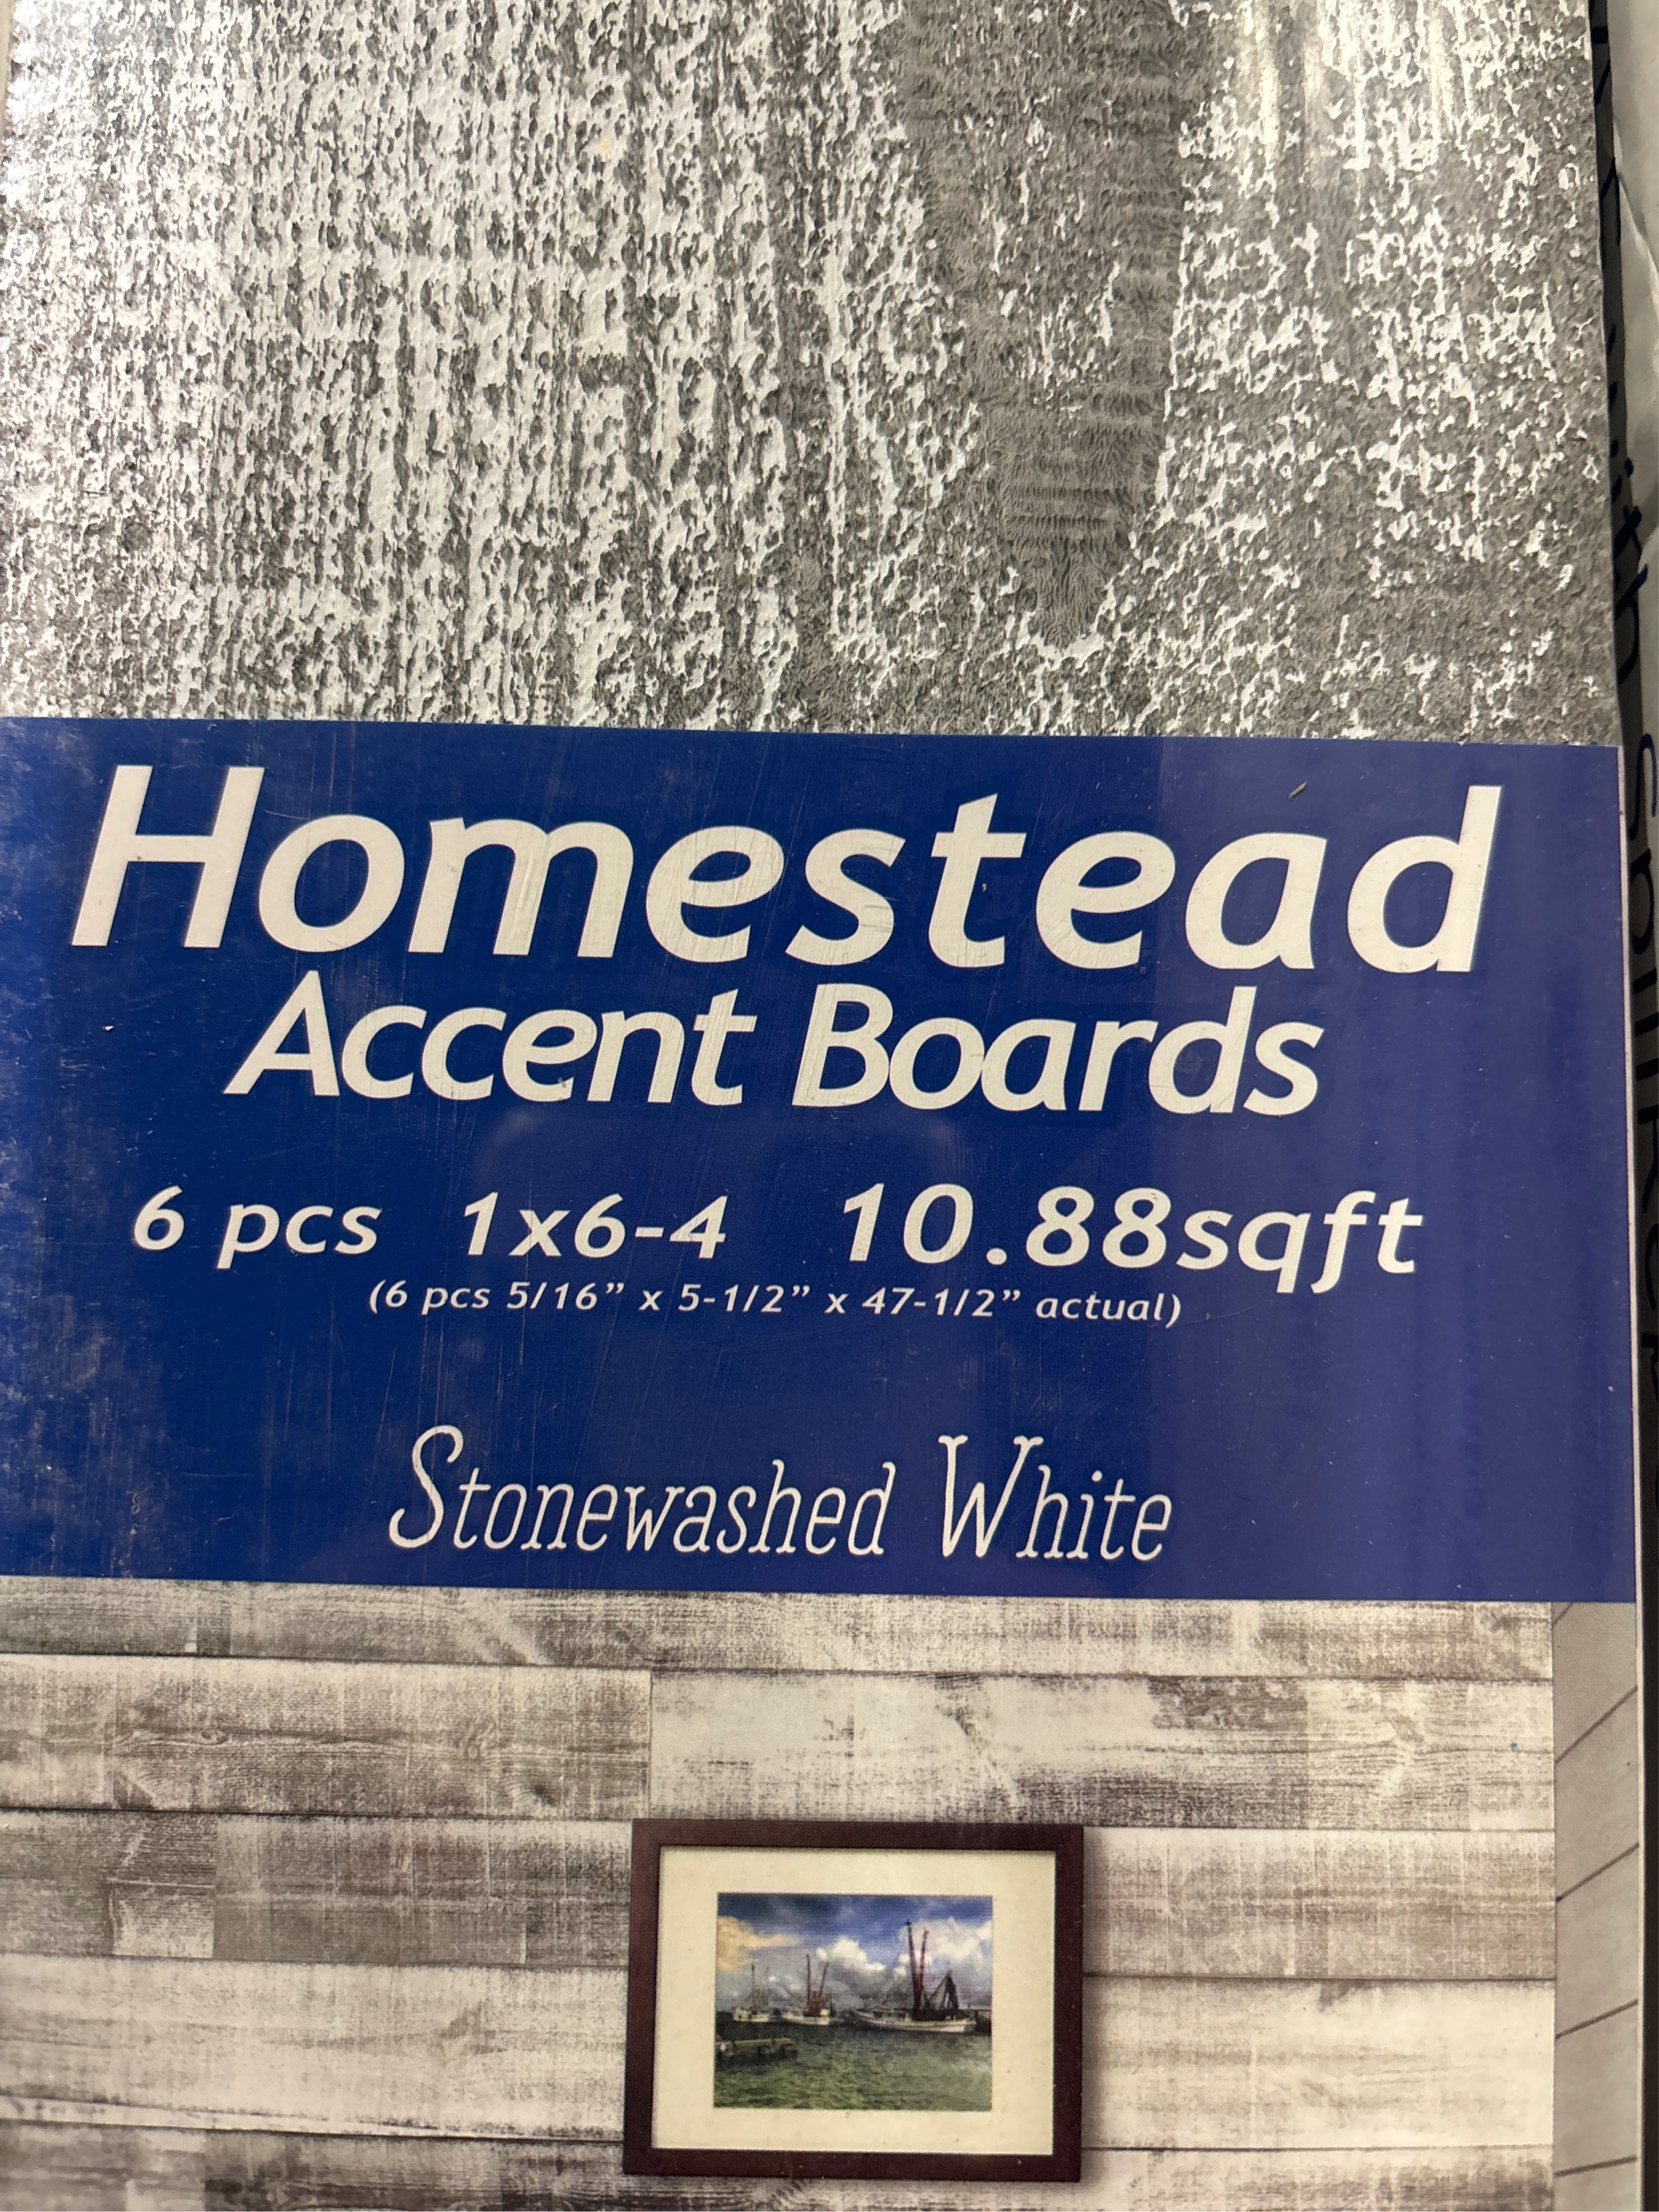 Homestead
Accent Boards
6 pcs 1x6-4 10.88sqft
(6 pcs 5/16” x 5-1/2” x 47-1/2” actual)
Stonewashed White
with